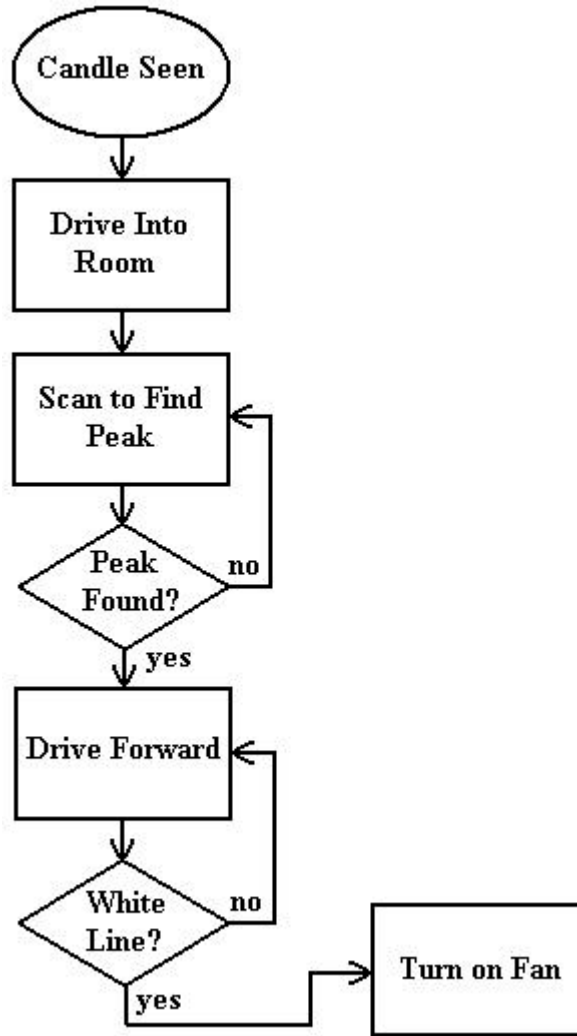 Candle Seen
Drive Into
Room
Scan to Find
Peak
Peak
Found?
no
yes
Drive Forward
White
Line?
no
yes
Turn on Fan